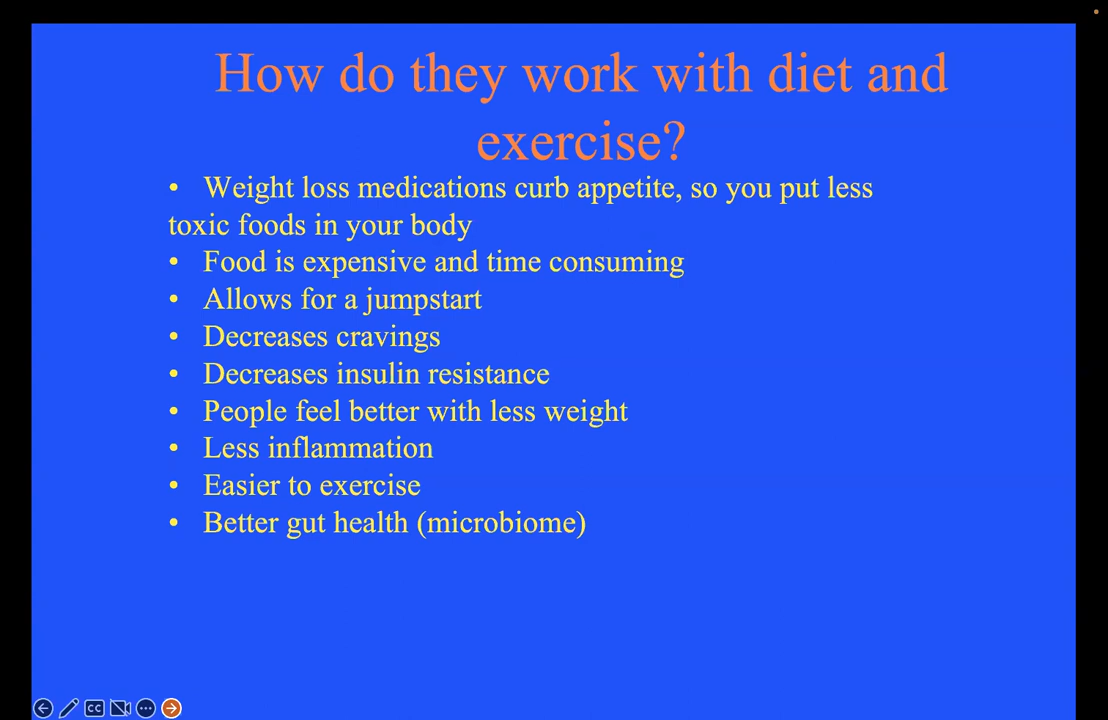 How do they work with diet and
exercise?
• Weight loss medications curb appetite, so you put less
toxic foods in your body
• Food is expensive and time consuming
• Allows for a jumpstart
• Decreases cravings
• Decreases insulin resistance
• People feel better with less weight
• Less inflammation
• Easier to exercise
• Better gut health (microbiome)
CC